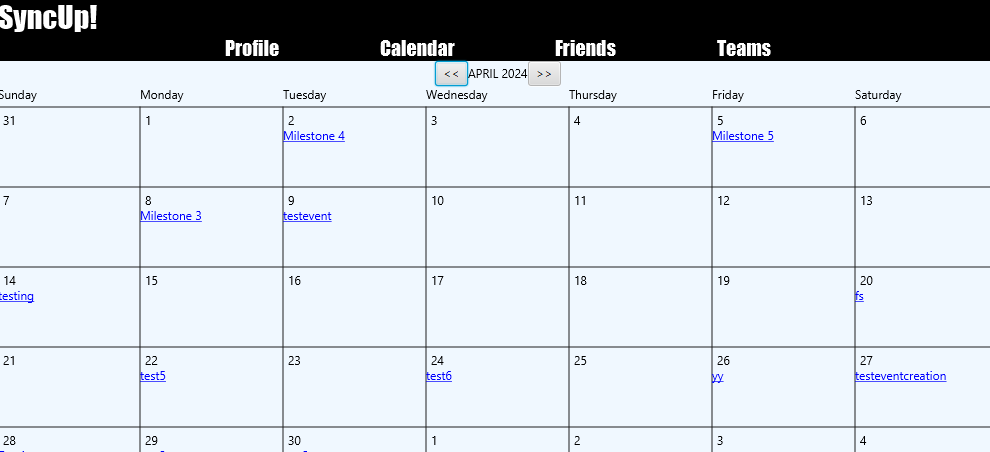 SyncUp!
Profile Calendar Friends Teams
<< APRIL 2024 >>
Sunday Monday Tuesday Wednesday Thursday Friday Saturday
31 1 2 3 4 5 6
Milestone 4 Milestone 5
7 8 9 10 11 12 13
Milestone 3 testevent
14 15 16 17 18 19 20
testing fs
21 22 23 24 25 26 27
test5 test6 yy testeventcreation
28 29 30 1 2 3 4